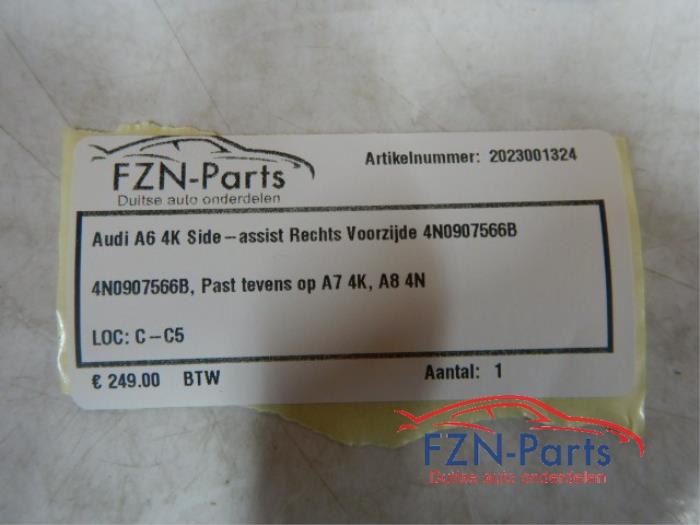 FZN-Parts
Duitse auto onderdelen
Artikelnummer: 2023001324
Audi A6 4K Side-assist Rechts Voorzijde 4N0907566B
4N0907566B, Past tevens op A7 4K, A8 4N
LOC: C-C5
€ 249.00 BTW
Aantal: 1
FZN-Parts
Duitse auto onderdelen